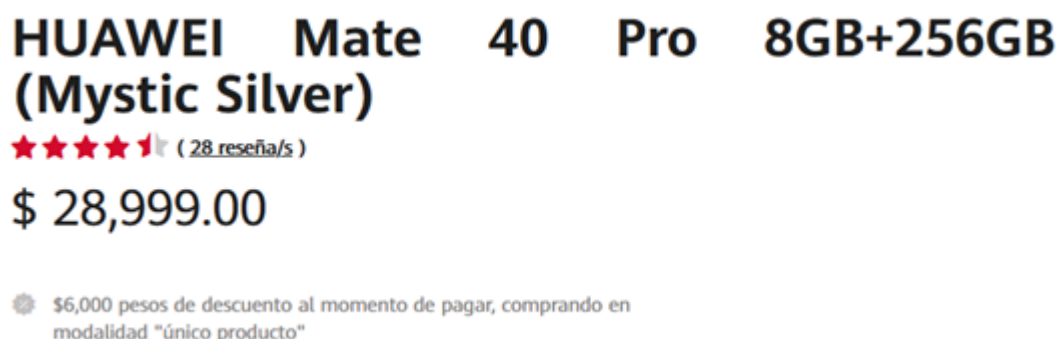 HUAWEI Mate 40 Pro 8GB+256GB
(Mystic Silver)
( 28 reseña/s )
$ 28,999.00
$6,000 pesos de descuento al momento de pagar, comprando en
modalidad "único producto"